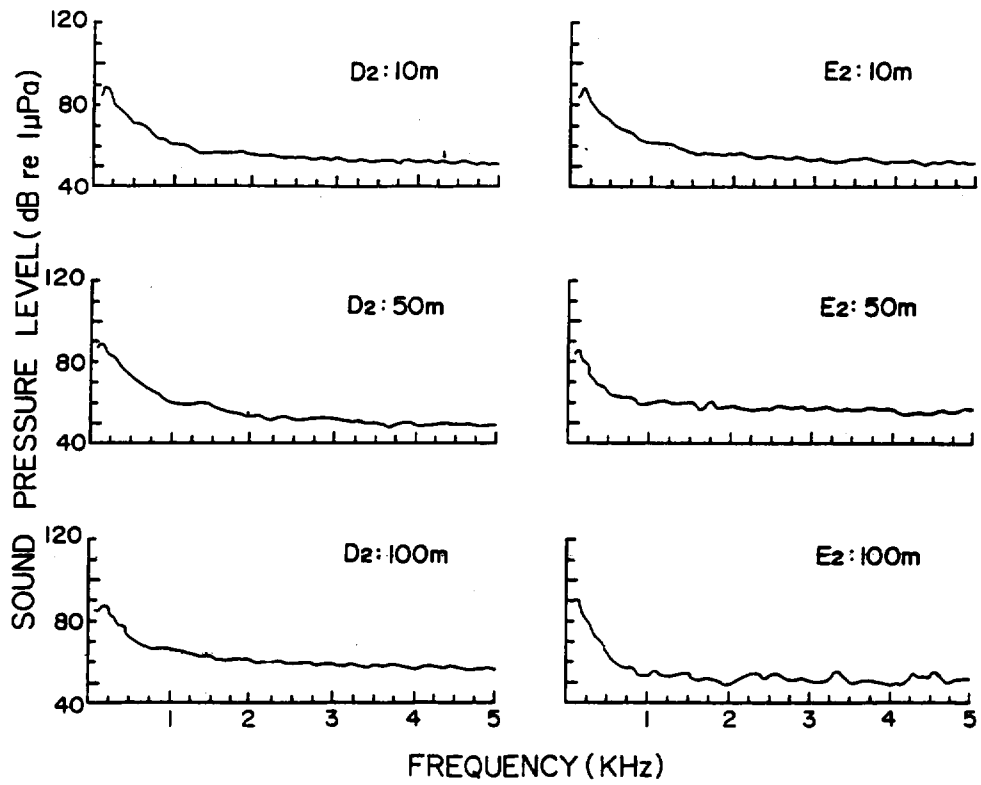 SOUND PRESSURE LEVEL (dB re 1μPa)
120
80
40
D2:10m
E2:10m
120
80
40
D2:50m
E2:50m
120
80
40
D2:100m
E2:100m
1 2 3 4 5
1 2 3 4 5
FREQUENCY (KHz)